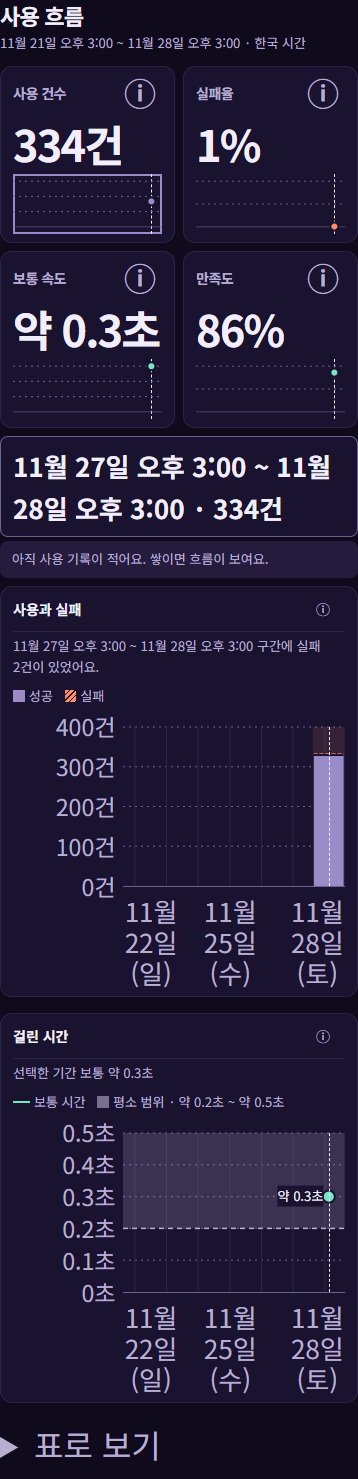 사용 흐름
11월 21일 오후 3:00 ~ 11월 28일 오후 3:00 · 한국 시간
사용 건수 ⓘ
실패율 ⓘ
334건
1%
보통 속도 ⓘ
만족도 ⓘ
약 0.3초
86%
11월 27일 오후 3:00 ~ 11월
28일 오후 3:00 · 334건
아직 사용 기록이 적어요. 쌓이면 흐름이 보여요.
사용과 실패 ⓘ
11월 27일 오후 3:00 ~ 11월 28일 오후 3:00 구간에 실패
2건이 있었어요.
성공 실패
400건
300건
200건
100건
0건
11월
22일
(일)
11월
25일
(수)
11월
28일
(토)
걸린 시간 ⓘ
선택한 기간 보통 약 0.3초
보통 시간 평소 범위 · 약 0.2초 ~ 약 0.5초
0.5초
0.4초
0.3초
약 0.3초
0.2초
0.1초
0초
11월
22일
(일)
11월
25일
(수)
11월
28일
(토)
표로 보기